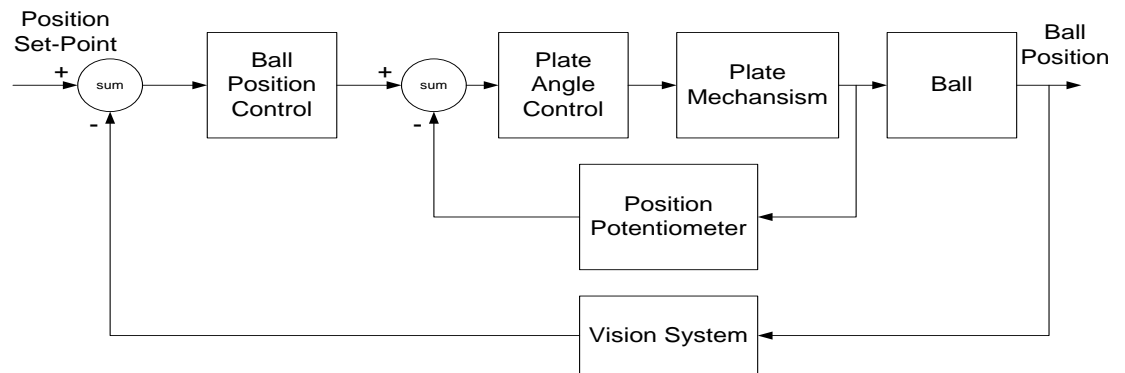 Position
Set-Point
+
sum
-
Ball
Position
Control
+
sum
-
Plate
Angle
Control
Plate
Mechansism
Ball
Ball
Position
Position
Potentiometer
Vision System